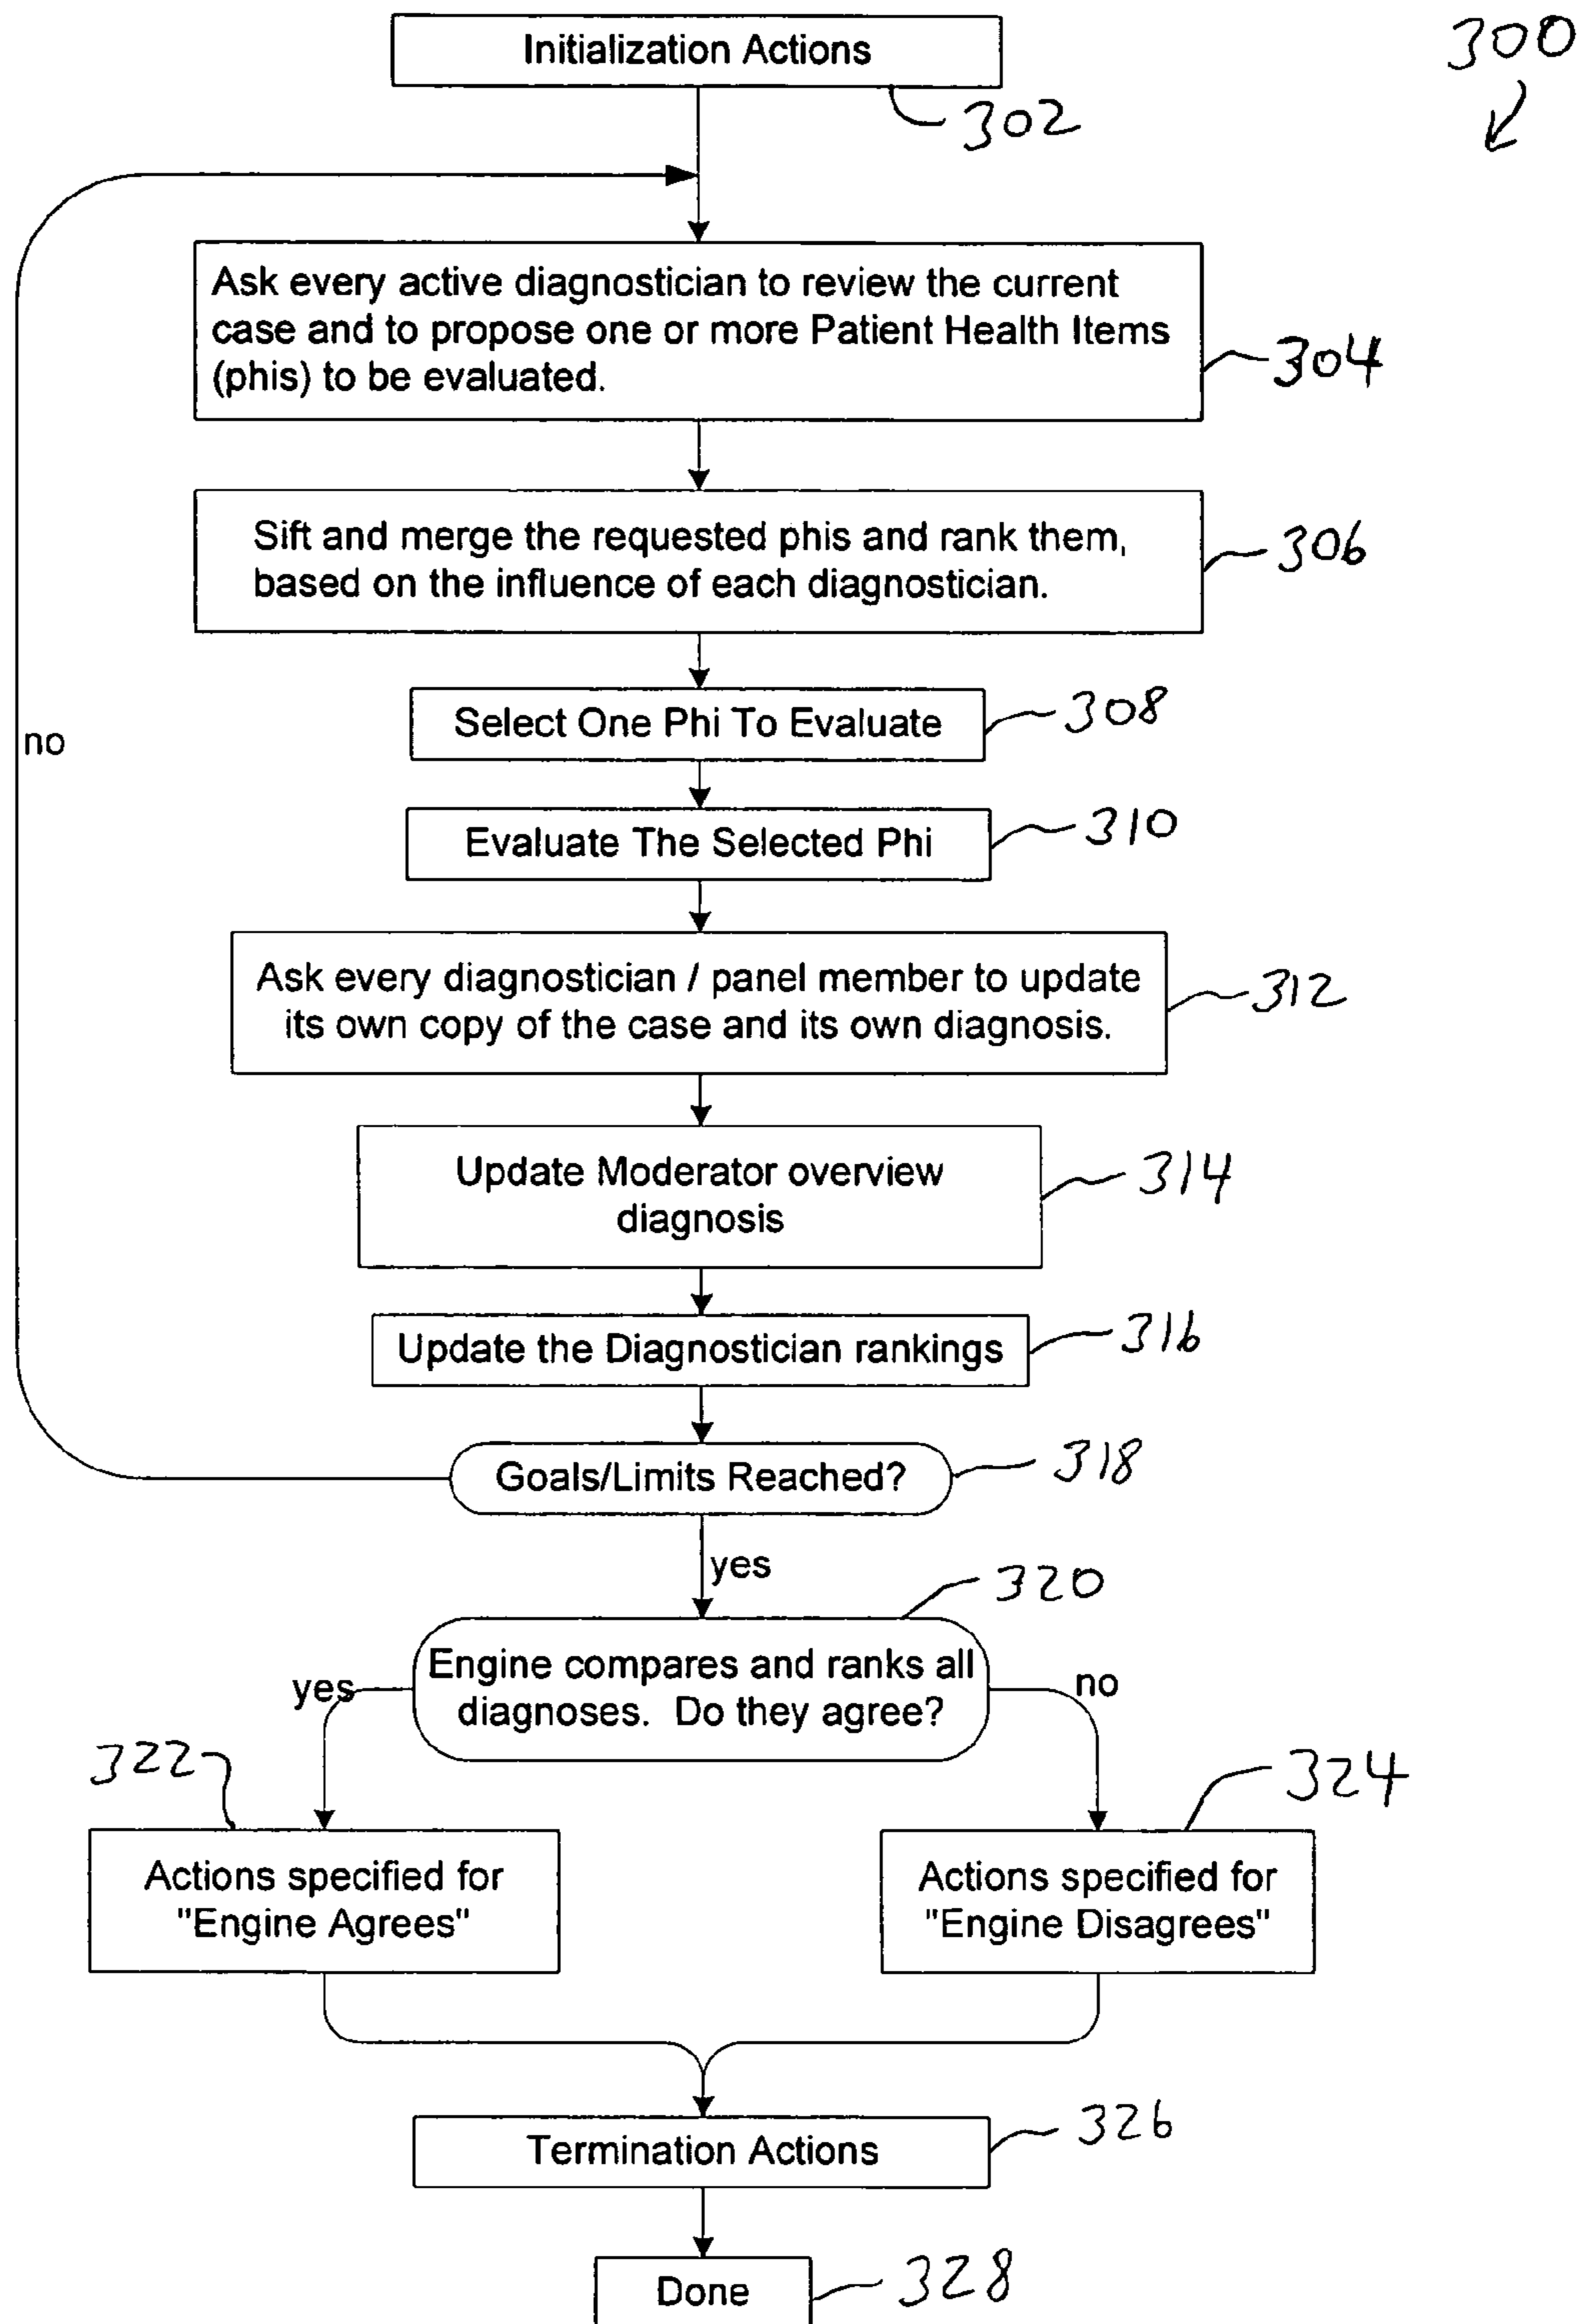 Initialization Actions
300
302
Ask every active diagnostician to review the current
case and to propose one or more Patient Health Items
(phis) to be evaluated.
304
Sift and merge the requested phis and rank them,
based on the influence of each diagnostician.
306
Select One Phi To Evaluate
308
no
Evaluate The Selected Phi
310
Ask every diagnostician / panel member to update
its own copy of the case and its own diagnosis.
312
Update Moderator overview
diagnosis
314
Update the Diagnostician rankings
316
Goals/Limits Reached?
318
yes
320
Engine compares and ranks all
diagnoses. Do they agree?
yes
no
322
324
Actions specified for
"Engine Agrees"
Actions specified for
"Engine Disagrees"
Termination Actions
326
Done
328